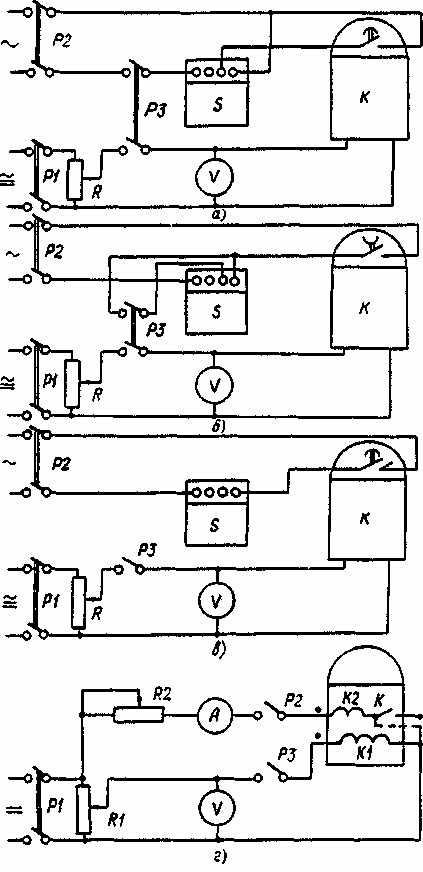 P2
~
P3
S
K
P1
R
V
а)
P2
~
P3
S
K
P1
R
V
б)
P2
~
S
K
P3
P1
R
V
в)
R2
A
P2
K2
K
K1
P3
P1
R1
V
=
г)